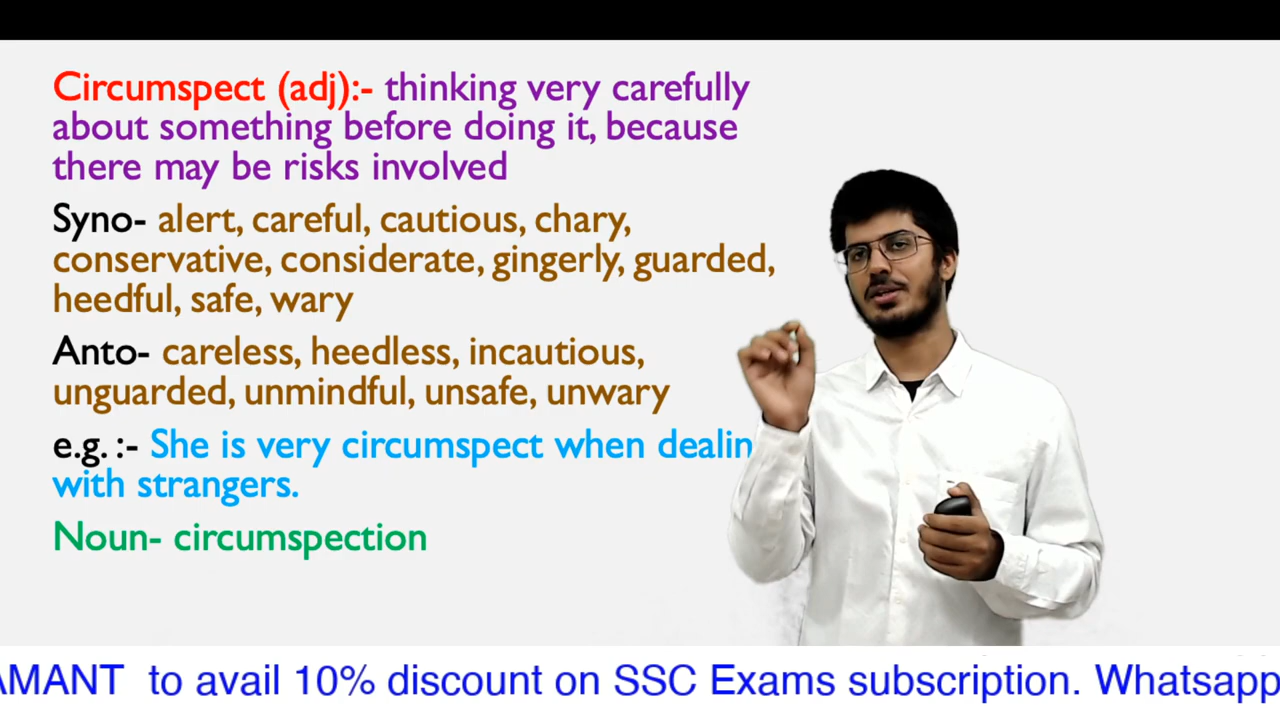 Circumspect (adj):- thinking very carefully
about something before doing it, because
there may be risks involved
Syno- alert, careful, cautious, chary,
conservative, considerate, gingerly, guarded,
heedful, safe, wary
Anto- careless, heedless, incautious,
unguarded, unmindful, unsafe, unwary
e.g. :- She is very circumspect when dealin
with strangers.
Noun- circumspection
AMANT to avail 10% discount on SSC Exams subscription. Whatsapp